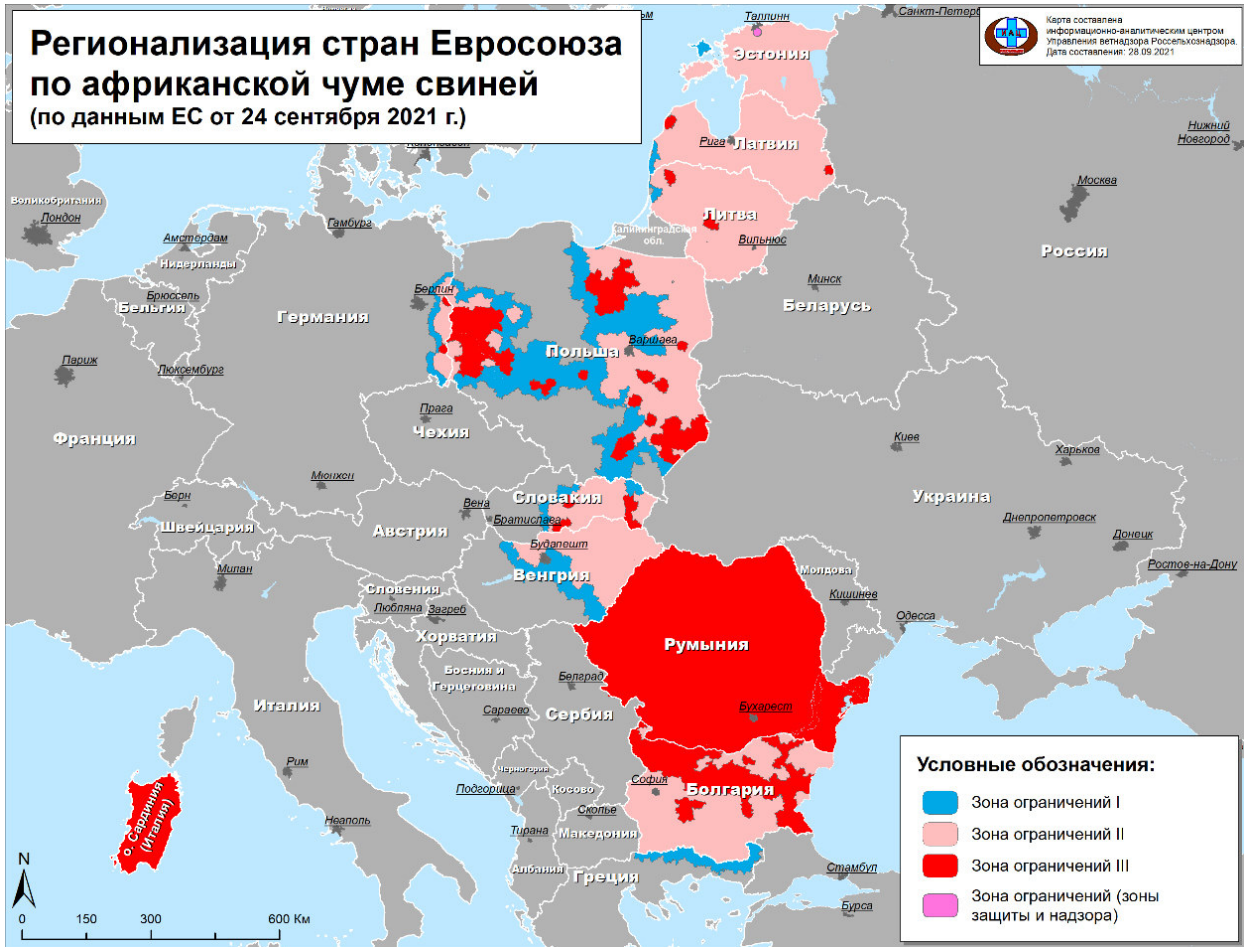 Регионализация стран Евросоюза
по африканской чуме свиней
(по данным ЕС от 24 сентября 2021 г.)
Карта составлена
информационно-аналитическим центром
Управления ветнадзора Россельхознадзора.
Дата составления: 28.09.2021
Таллинн
Санкт-Петерб
Эстония
Нижний
Новгород
Рига
Латвия
Москва
Великобритания
Лондон
Гамбург
Литва
Калининградская
обл.
Вильнюс
Россия
Амстердам
Нидерланды
Минск
Беларусь
Брюссель
Бельгия
Берлин
Германия
Польша
Варшава
Париж
Люксембург
Прага
Чехия
Франция
Киев
Харьков
Мюнхен
Словакия
Украина
Берн
Вена
Братислава
Швейцария
Австрия
Днепропетровск
Донецк
Будапешт
Венгрия
Милан
Молдова
Ростов-на-Дону
Словения
Любляна
Загреб
Кишинев
Хорватия
Одесса
Румыния
Босния и
Герцеговина
Белград
Италия
Сараево
Сербия
Бухарест
Рим
Черногория
София
Болгария
Подгорица
Косово
Скопье
о. Сардиния
(Италия)
Неаполь
Тирана
Македония
Албания
Греция
Стамбул
Бурса
Условные обозначения:
Зона ограничений I
Зона ограничений II
Зона ограничений III
Зона ограничений (зоны
защиты и надзора)
N
0 150 300 600 Км